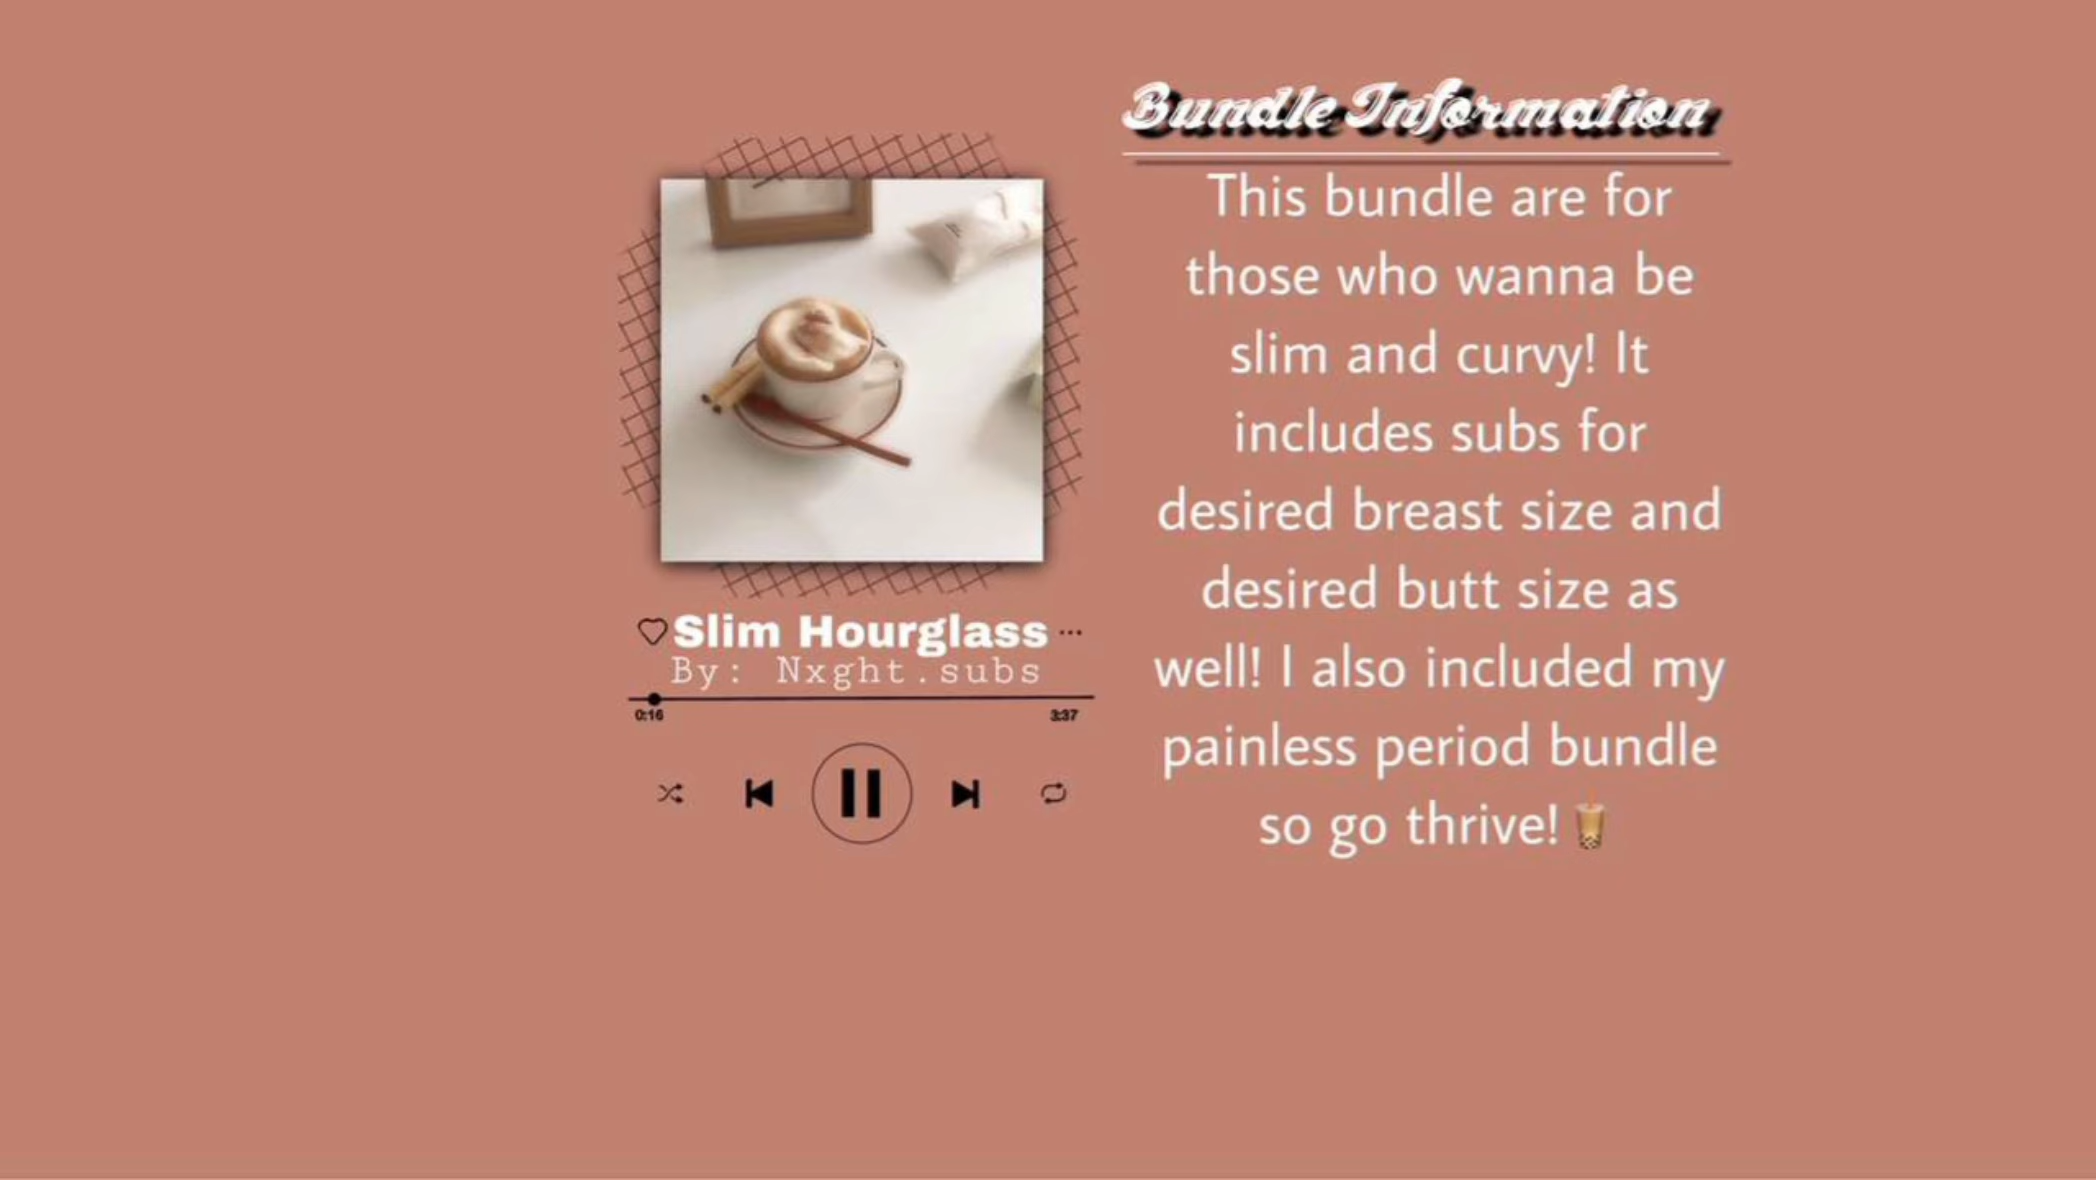 Bundle Information
This bundle are for
those who wanna be
slim and curvy! It
includes subs for
desired breast size and
desired butt size as
well! I also included my
painless period bundle
so go thrive!🧋
Slim Hourglass ...
By: Nxght.subs
0:16 3:37